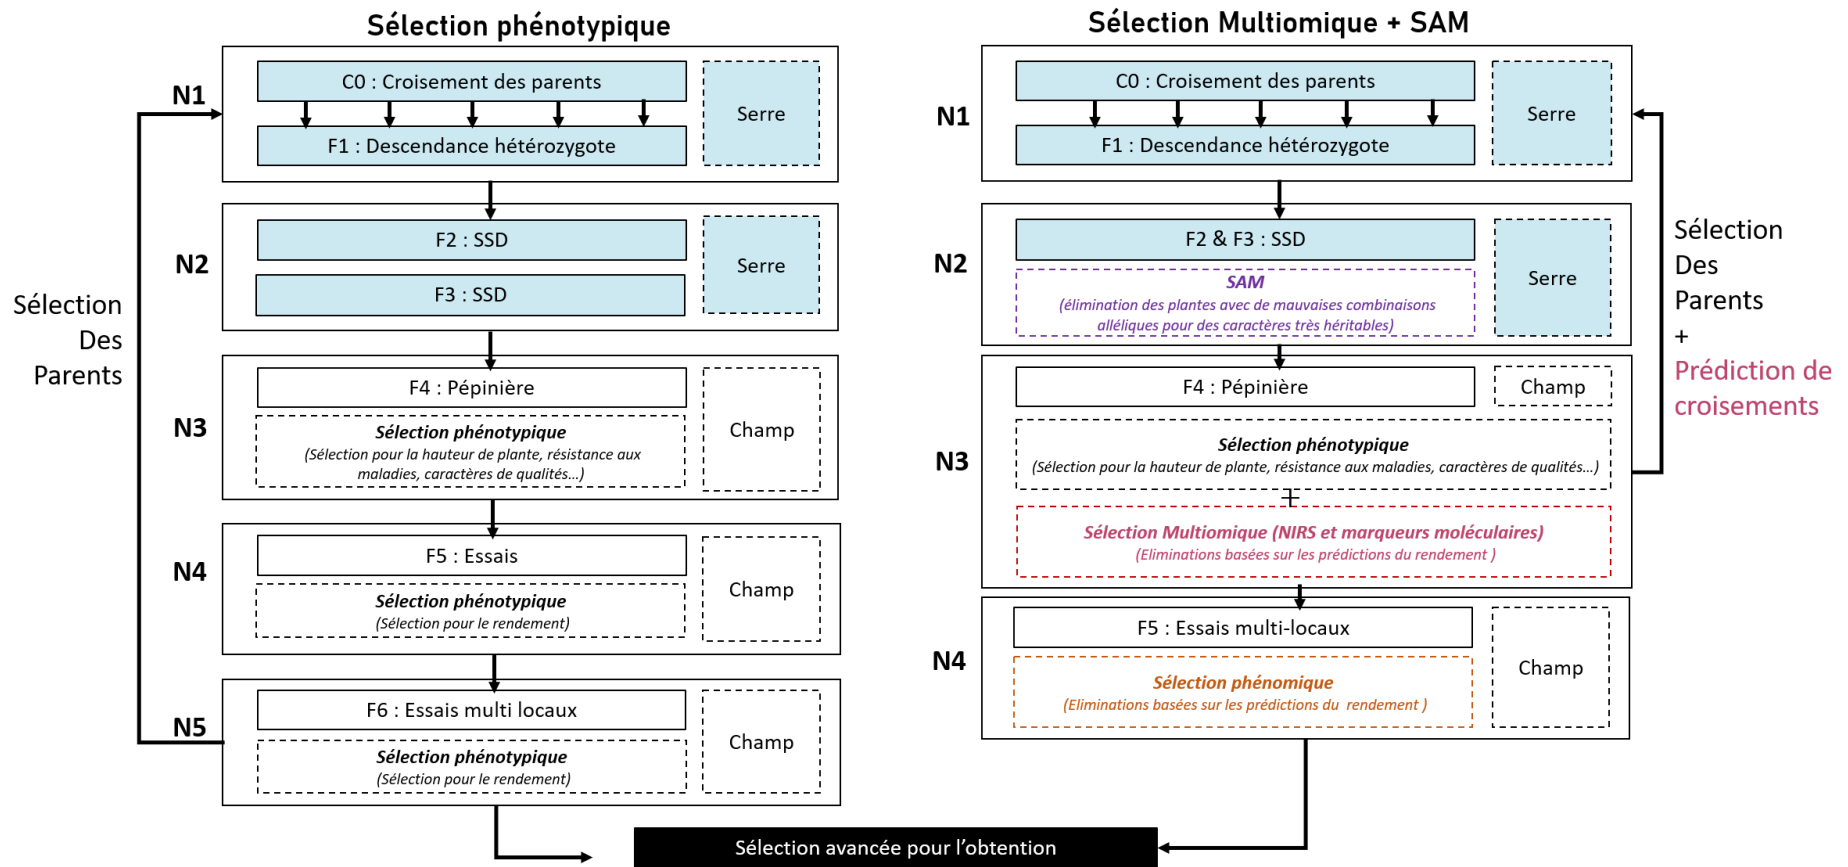 Sélection phénotypique
N1
C0 : Croisement des parents
F1 : Descendance hétérozygote
Serre
N2
F2 : SSD
F3 : SSD
Serre
Sélection
Des
Parents
N3
F4 : Pépinière
Sélection phénotypique
(Sélection pour la hauteur de plante, résistance aux
maladies, caractères de qualités…)
Champ
N4
F5 : Essais
Sélection phénotypique
(Sélection pour le rendement)
Champ
N5
F6 : Essais multi locaux
Sélection phénotypique
(Sélection pour le rendement)
Champ
Sélection Multiomique + SAM
N1
C0 : Croisement des parents
F1 : Descendance hétérozygote
Serre
N2
F2 & F3 : SSD
SAM
(élimination des plantes avec de mauvaises combinaisons
alléliques pour des caractères très héritables)
Serre
Sélection
Des
Parents
+
Prédiction de
croisements
N3
F4 : Pépinière
Champ
Sélection phénotypique
(Sélection pour la hauteur de plante, résistance aux maladies, caractères de qualités…)
+
Sélection Multiomique (NIRS et marqueurs moléculaires)
(Eliminations basées sur les prédictions du rendement )
N4
F5 : Essais multi-locaux
Sélection phénomique
(Eliminations basées sur les prédictions du rendement )
Champ
Sélection avancée pour l’obtention